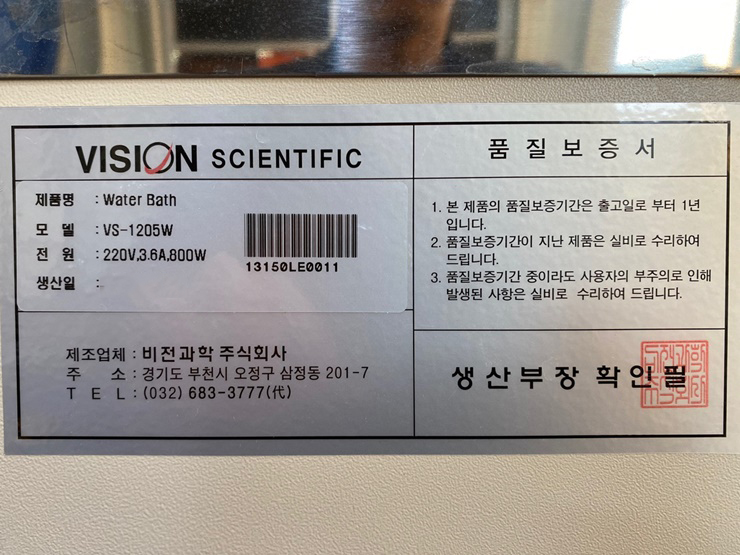 VISION SCIENTIFIC
제품명 : Water Bath
모 델 : VS-1205W
전 원 : 220V,3.6A,800W
생산일 :
13150LE0011
제조업체 : 비전과학 주식회사
주 소 : 경기도 부천시 오정구 삼정동 201-7
T E L : (032) 683-3777(代)
품 질 보 증 서
1. 본 제품의 품질보증기간은 출고일로 부터 1년
입니다.
2. 품질보증기간이 지난 제품은 실비로 수리하여
드립니다.
3. 품질보증기간 중이라도 사용자의 부주의로 인해
발생된 사항은 실비로 수리하여 드립니다.
생 산 부 장 확 인 필